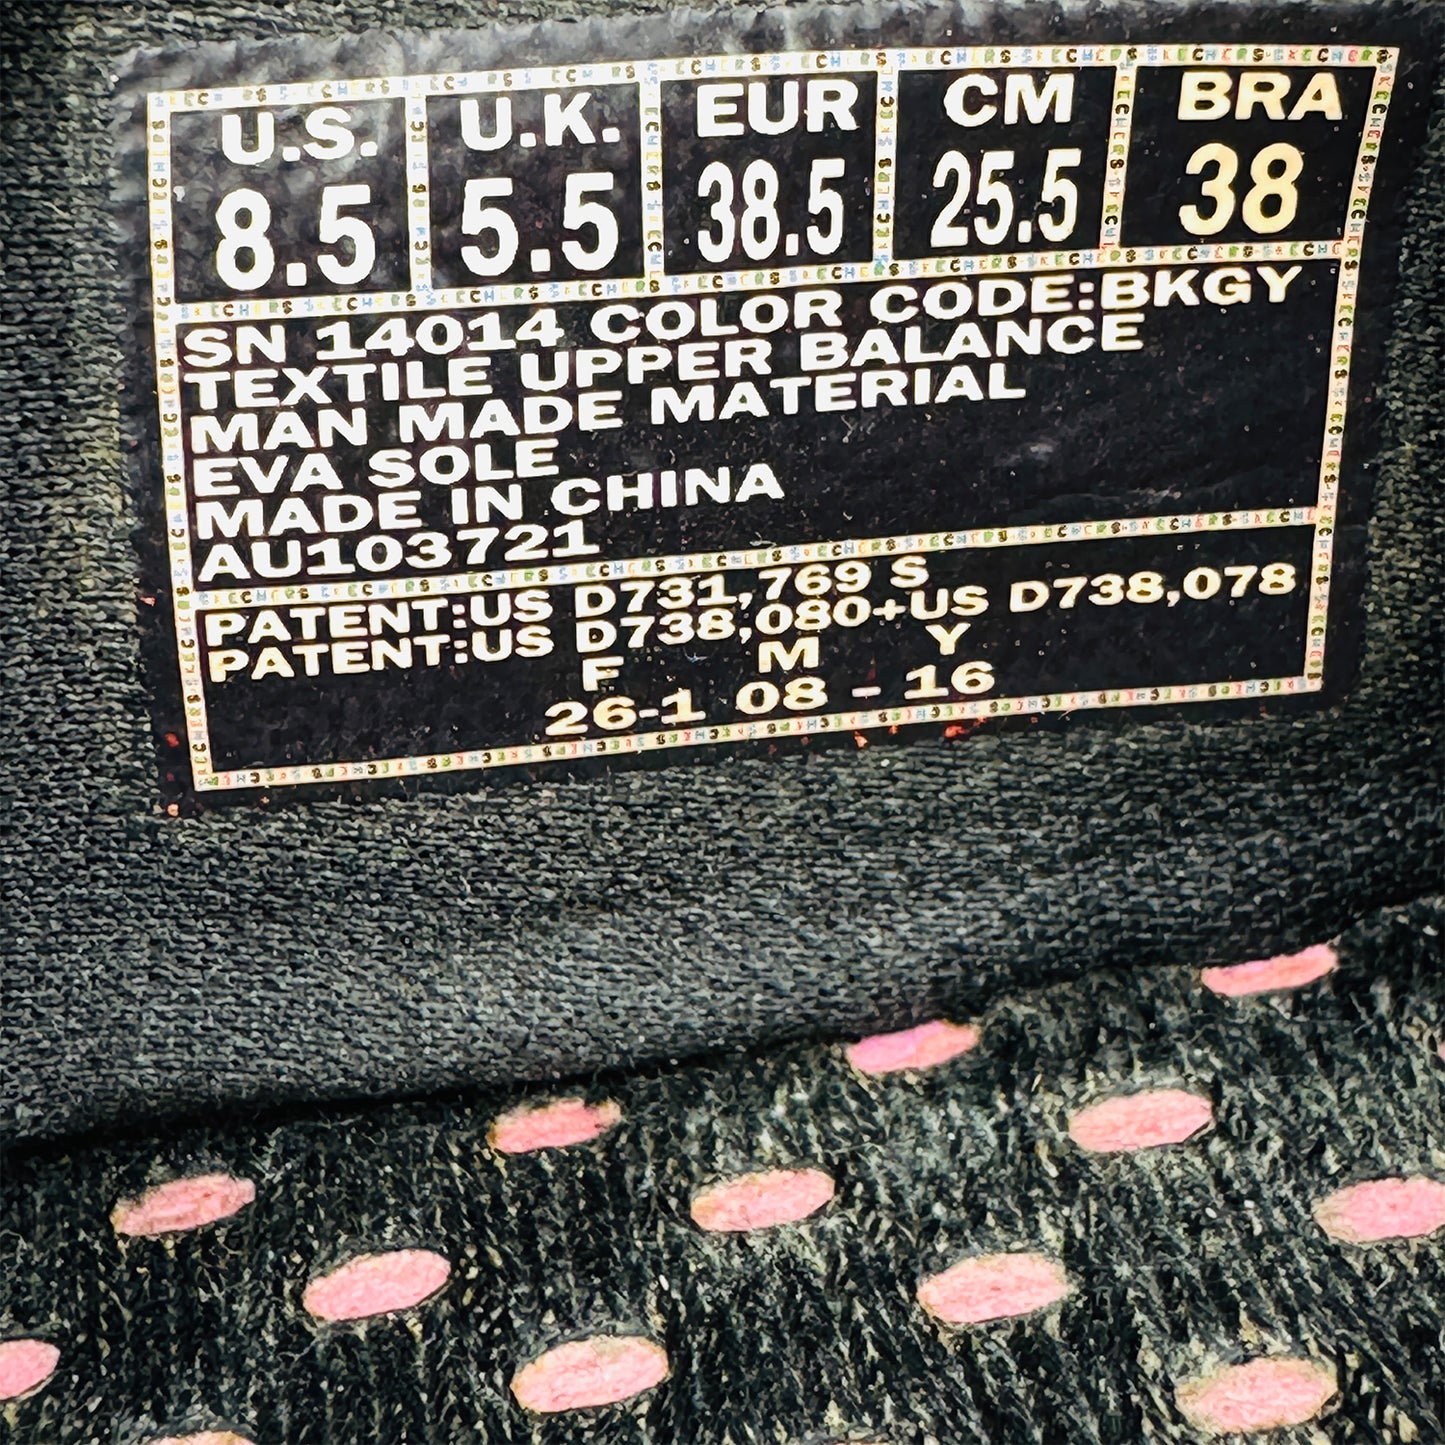 U.S. U.K. EUR CM BRA
8.5 5.5 38.5 25.5 38
SN 14014 COLOR CODE:BKGY
TEXTILE UPPER BALANCE
MAN MADE MATERIAL
EVA SOLE
MADE IN CHINA
AU103721
PATENT:US D731,769 S
PATENT:US D738,080+US D738,078
F M Y
26-1 08 - 16